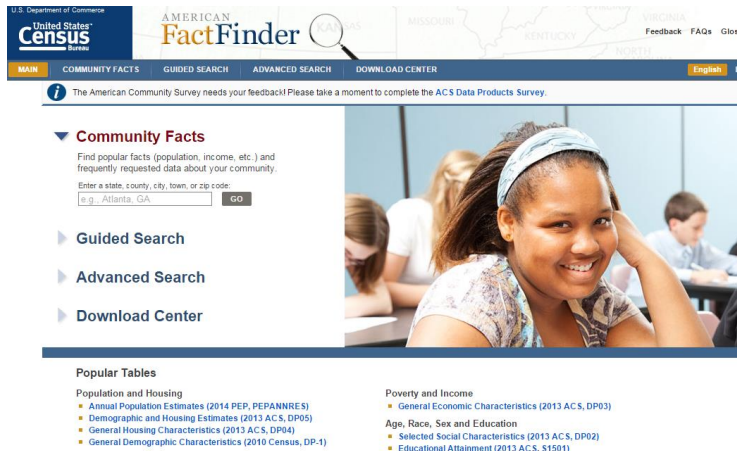 U.S. Department of Commerce
United States®
Census
Bureau
AMERICAN
FactFinder
KANSAS
MISSOURI
KENTUCKY
VIRGINIA
NORTH
Feedback FAQs Glos
MAIN COMMUNITY FACTS GUIDED SEARCH ADVANCED SEARCH DOWNLOAD CENTER English
i The American Community Survey needs your feedback! Please take a moment to complete the ACS Data Products Survey.
Community Facts
Find popular facts (population, income, etc.) and
frequently requested data about your community.
Enter a state, county, city, town, or zip code:
e.g., Atlanta, GA GO
Guided Search
Advanced Search
Download Center
Popular Tables
Population and Housing
Annual Population Estimates (2014 PEP, PEPANNRES)
Demographic and Housing Estimates (2013 ACS, DP05)
General Housing Characteristics (2013 ACS, DP04)
General Demographic Characteristics (2010 Census, DP-1)
Poverty and Income
General Economic Characteristics (2013 ACS, DP03)
Age, Race, Sex and Education
Selected Social Characteristics (2013 ACS, DP02)
Educational Attainment (2013 ACS, S1501)